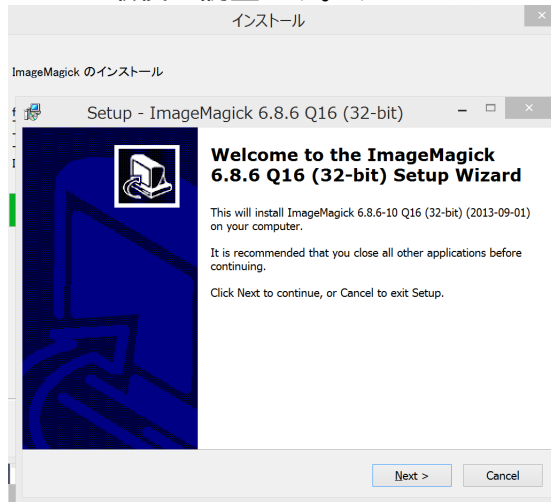 インストール
ImageMagick のインストール
Setup - ImageMagick 6.8.6 Q16 (32-bit)
Welcome to the ImageMagick
6.8.6 Q16 (32-bit) Setup Wizard
This will install ImageMagick 6.8.6-10 Q16 (32-bit) (2013-09-01)
on your computer.
It is recommended that you close all other applications before
continuing.
Click Next to continue, or Cancel to exit Setup.
Next >
Cancel